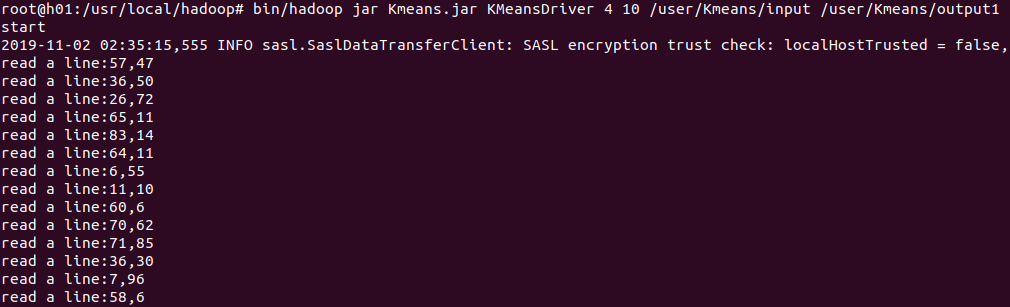 root@h01:/usr/local/hadoop# bin/hadoop jar Kmeans.jar KMeansDriver 4 10 /user/Kmeans/input /user/Kmeans/output1
start
2019-11-02 02:35:15,555 INFO sasl.SaslDataTransferClient: SASL encryption trust check: localHostTrusted = false,
read a line:57,47
read a line:36,50
read a line:26,72
read a line:65,11
read a line:83,14
read a line:64,11
read a line:6,55
read a line:11,10
read a line:60,6
read a line:70,62
read a line:71,85
read a line:36,30
read a line:7,96
read a line:58,6